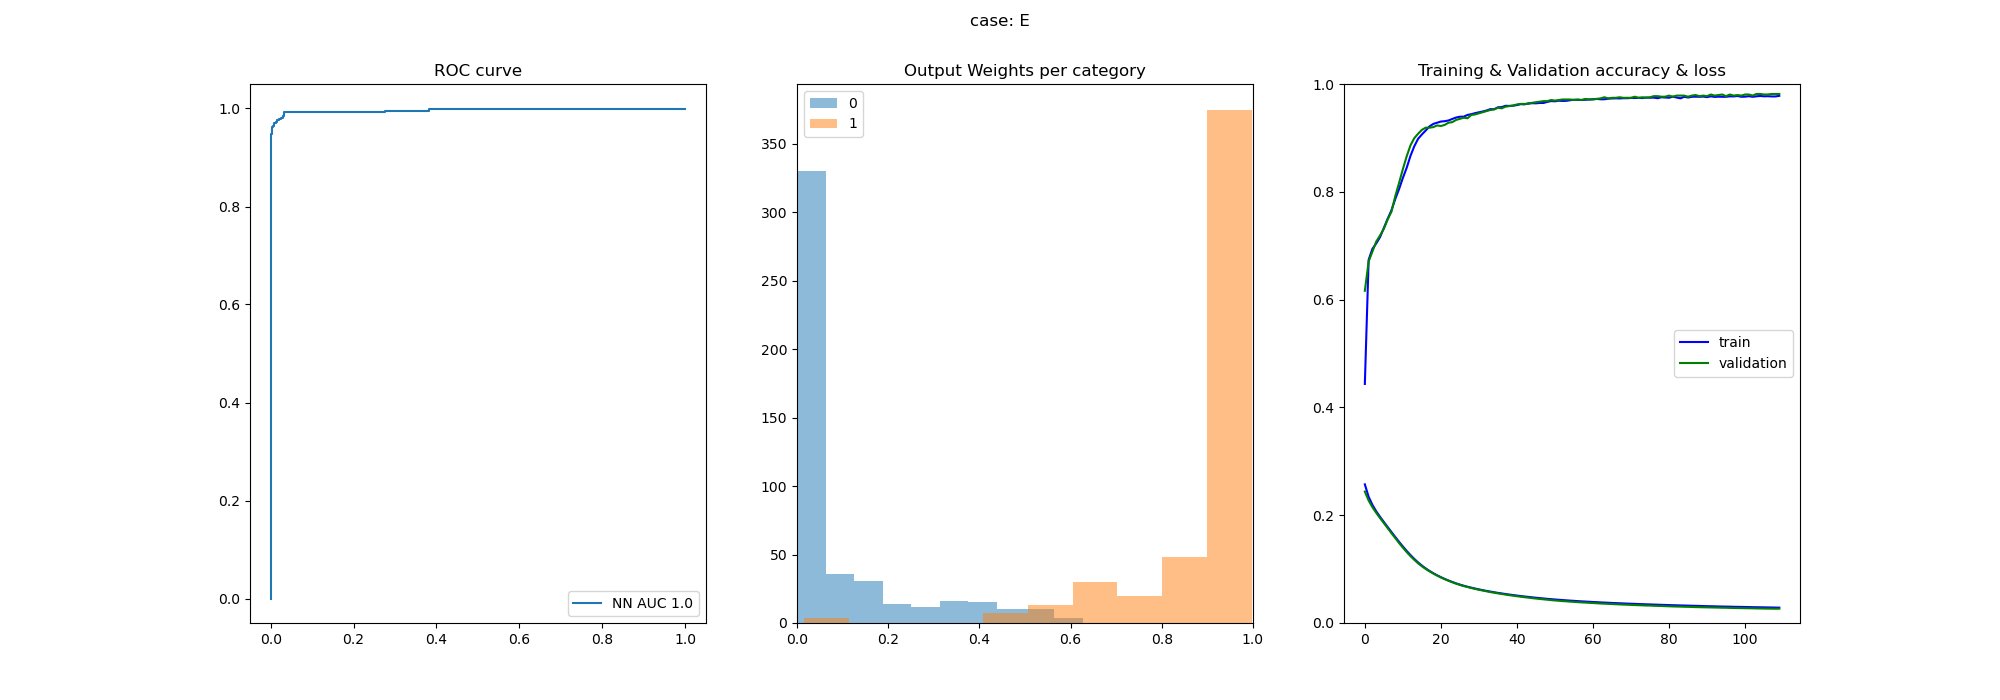 case: E
ROC curve
1.0
0.8
0.6
0.4
0.2
0.0
0.0 0.2 0.4 0.6 0.8 1.0
NN AUC 1.0
Output Weights per category
0
1
350
300
250
200
150
100
50
0
0.0 0.2 0.4 0.6 0.8 1.0
Training & Validation accuracy & loss
1.0
0.8
0.6
0.4
0.2
0.0
0 20 40 60 80 100
train
validation